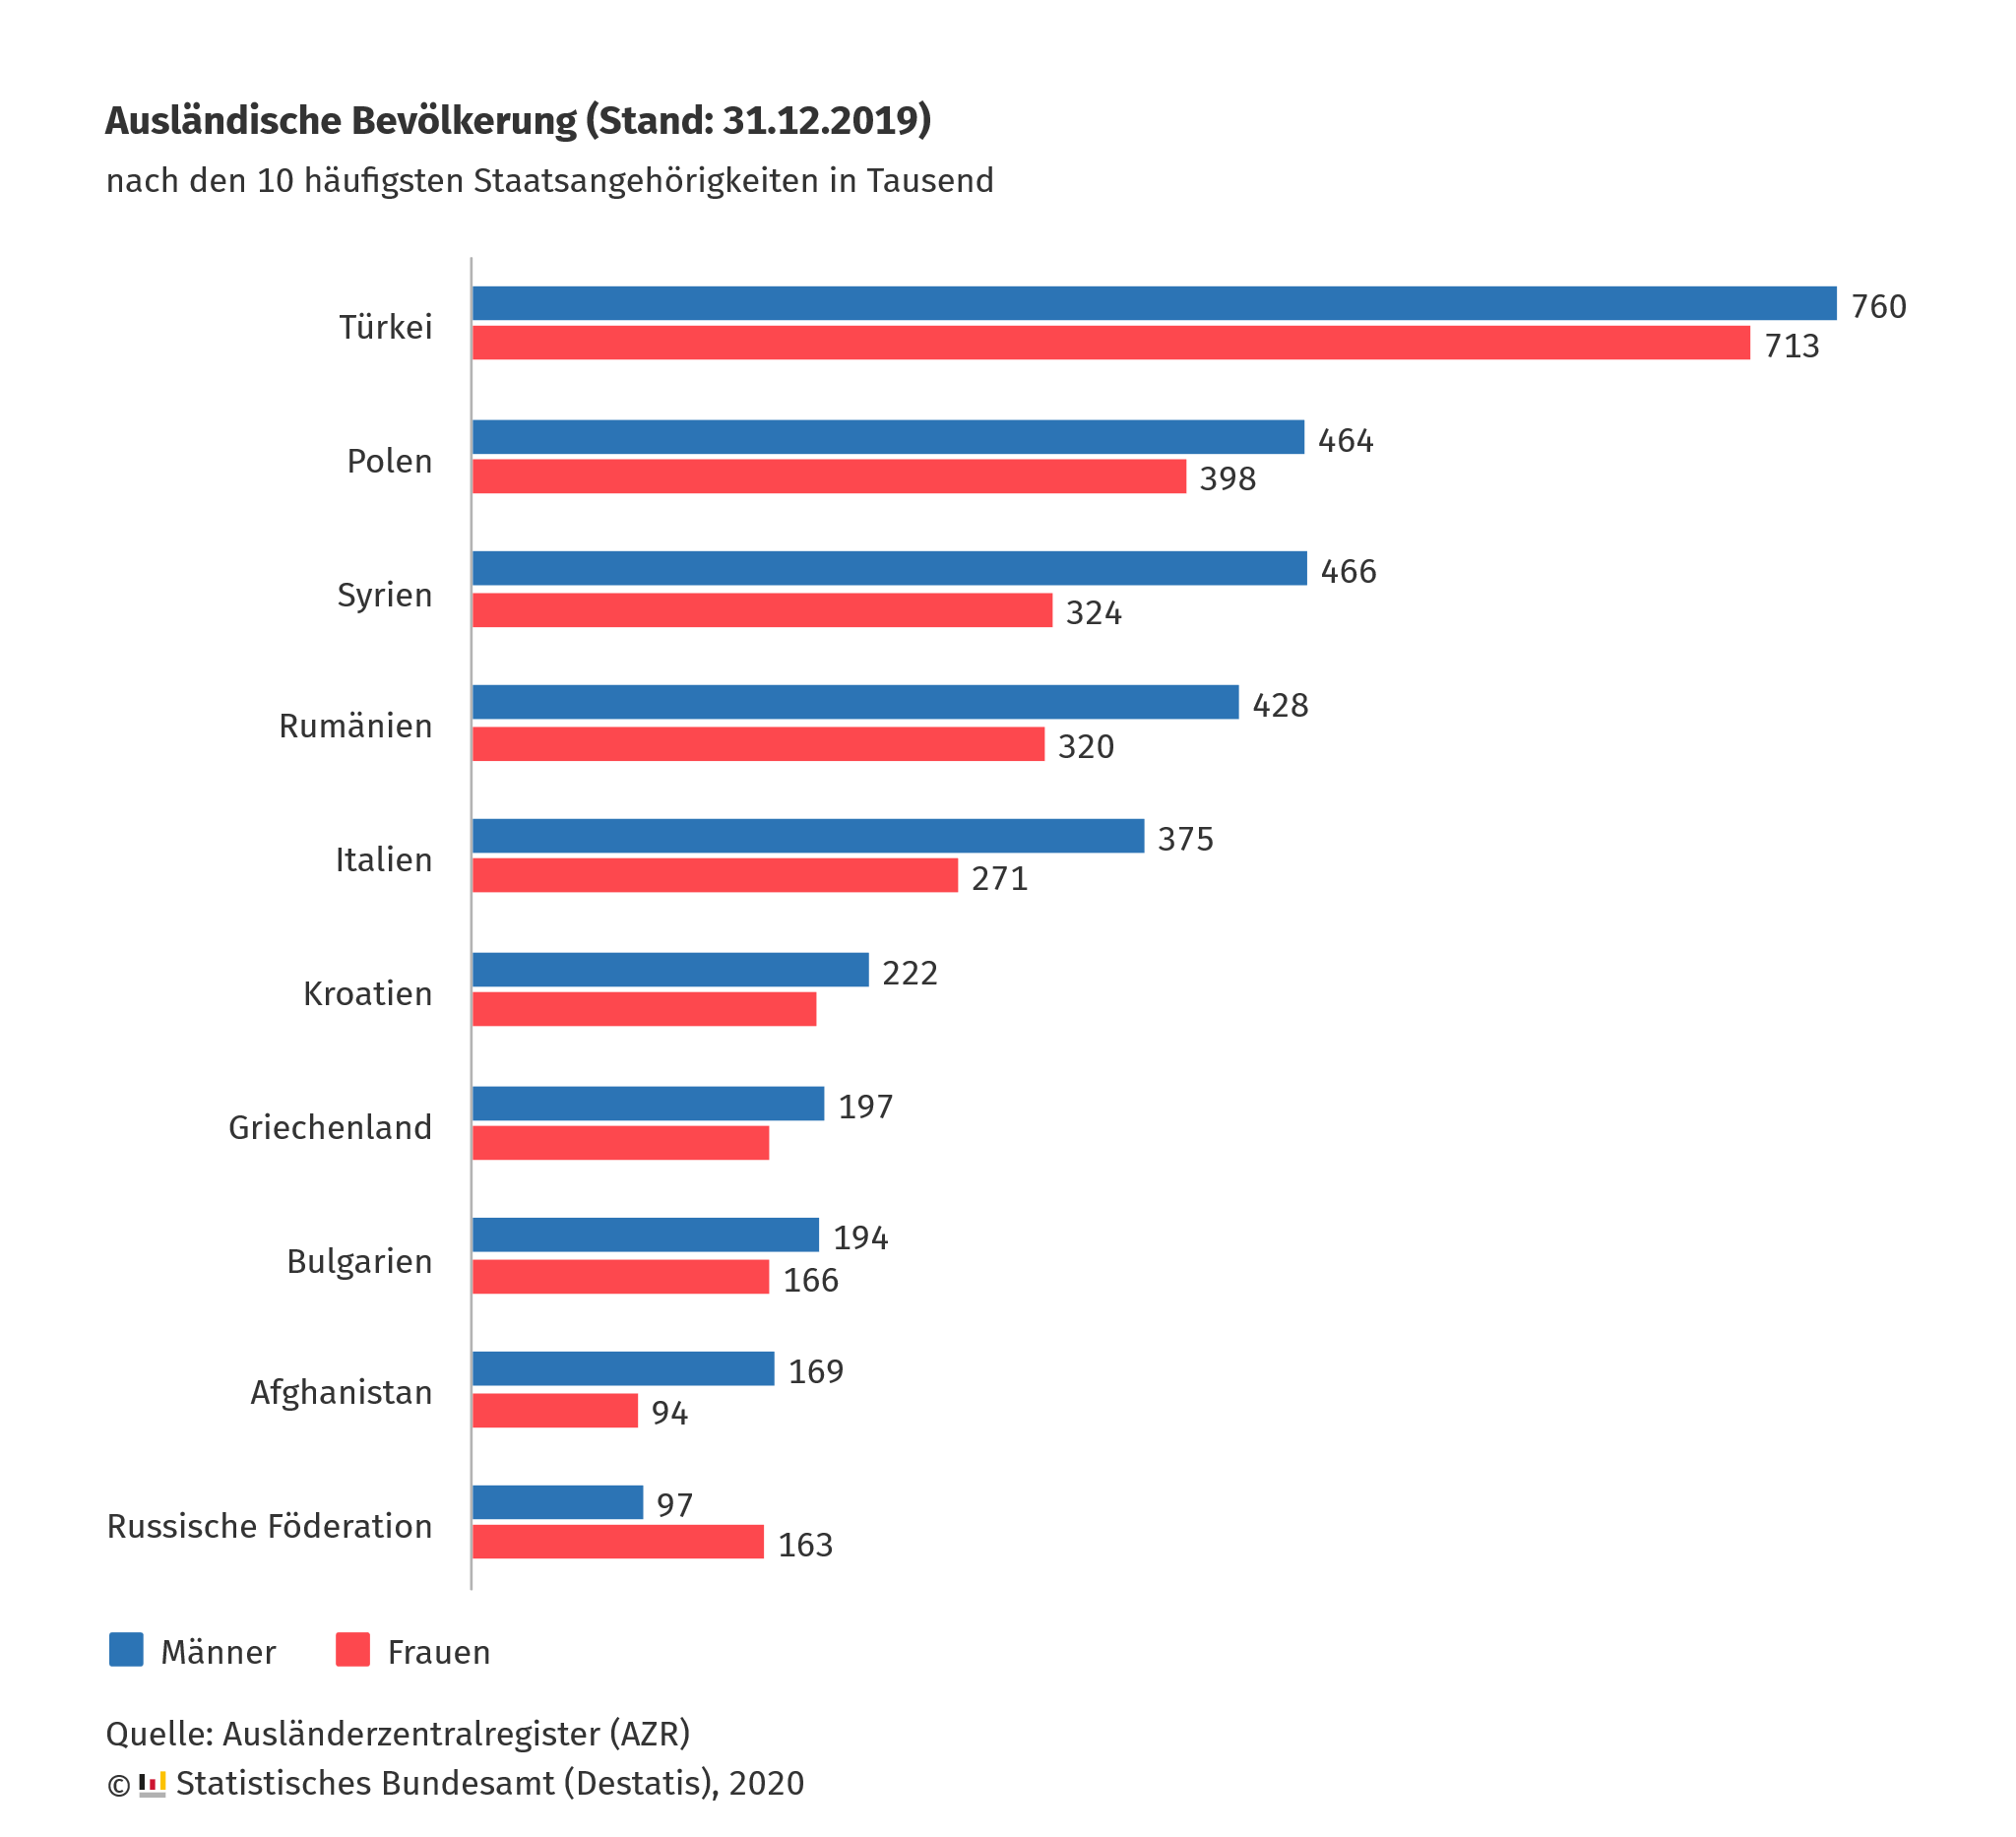 Ausländische Bevölkerung (Stand: 31.12.2019)
nach den 10 häufigsten Staatsangehörigkeiten in Tausend
Türkei
760
713
Polen
464
398
Syrien
466
324
Rumänien
428
320
Italien
375
271
Kroatien
222
Griechenland
197
Bulgarien
194
166
Afghanistan
169
94
Russische Föderation
97
163
Männer Frauen
Quelle: Ausländerzentralregister (AZR)
© Statistisches Bundesamt (Destatis), 2020